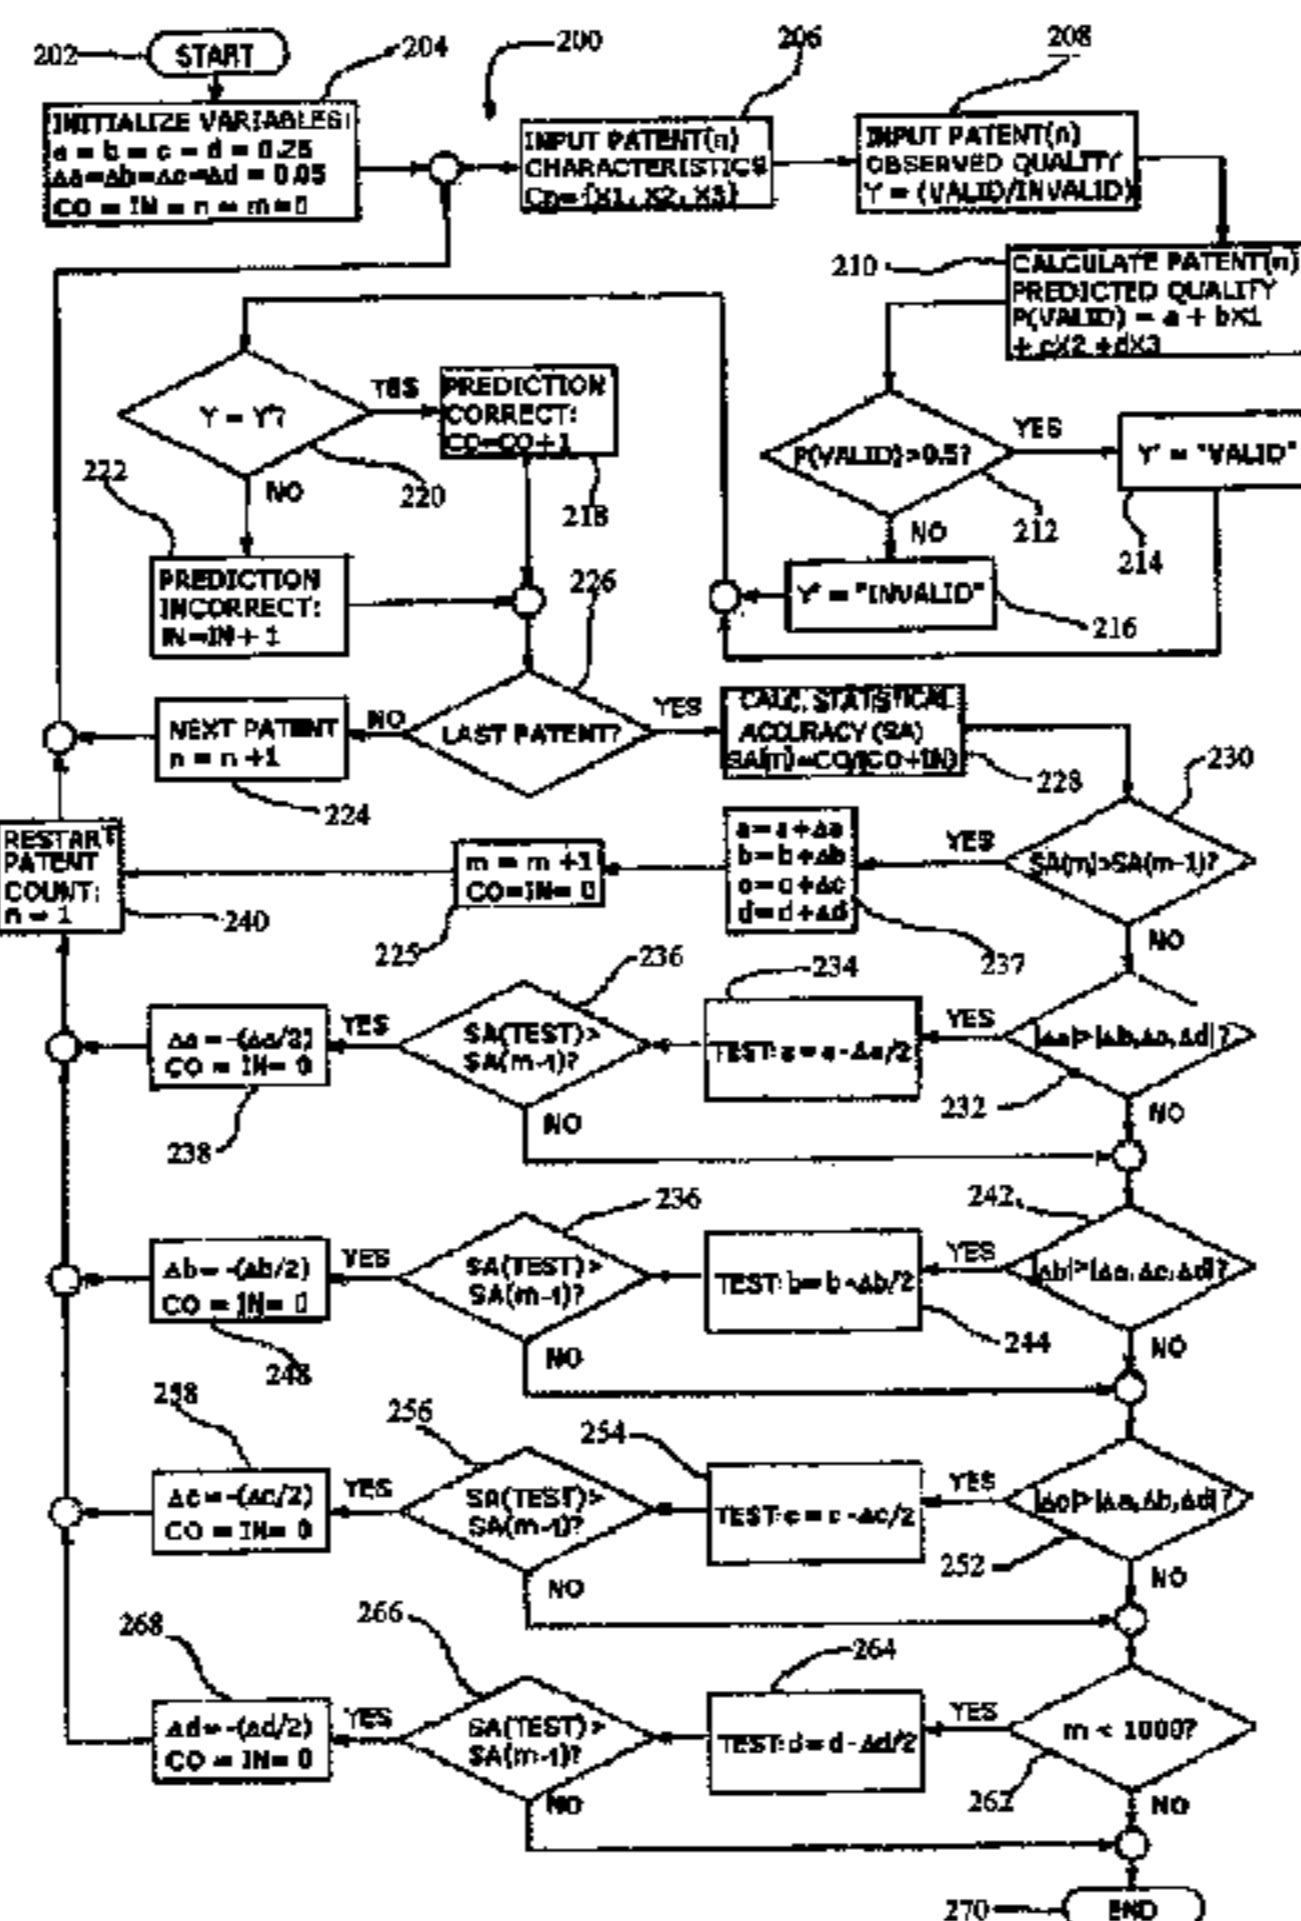 202
START
204
200
206
208
INITIALIZE VARIABLES:
a = b = c = d = 0.25
Δa=Δb=Δc=Δd = 0.05
CO = IN = n = m = 0
INPUT PATENT(n)
CHARACTERISTICS
Cn={X1, X2, X3}
INPUT PATENT(n)
OBSERVED QUALITY
Y = (VALID/INVALID)
210
CALCULATE PATENT(n)
PREDICTED QUALITY
P(VALID) = a + bX1
+ cX2 +dX3
Y = Y'?
YES
PREDICTION
CORRECT:
CO=CO+1
P(VALID)>0.5?
YES
Y' = "VALID"
222
NO
220
218
212
214
NO
PREDICTION
INCORRECT:
IN=IN+ 1
226
Y' = "INVALID"
216
NEXT PATENT
n = n +1
NO
LAST PATENT?
YES
CALC. STATISTICAL
ACCURACY (SA)
SA(m)=CO/(CO+IN)
228
230
224
RESTART
PATENT
COUNT:
n = 1
240
m = m +1
CO=IN= 0
225
a = a +Δa
b = b +Δb
c = c +Δc
d = d +Δd
237
YES
SA(m)>SA(m-1)?
NO
236
234
Δa = -(Δa/2)
CO = IN= 0
YES
SA(TEST)>
SA(m-1)?
TEST: a = a - Δa/2
YES
|Δa|>|Δb,Δc,Δd|?
238
NO
232
NO
236
242
Δb= -(Δb/2)
CO = IN= 0
YES
SA(TEST)>
SA(m-1)?
TEST: b= b -Δb/2
YES
|Δb|>|Δa,Δc,Δd|?
248
NO
244
NO
258
256
254
Δc = -(Δc/2)
CO = IN= 0
YES
SA(TEST)>
SA(m-1)?
TEST: c = c -Δc/2
YES
|Δc|>|Δa,Δb,Δd|?
NO
252
NO
268
266
264
Δd= -(Δd/2)
CO = IN= 0
YES
SA(TEST)>
SA(m-1)?
TEST: d = d -Δd/2
YES
m < 1000?
NO
262
NO
270
END